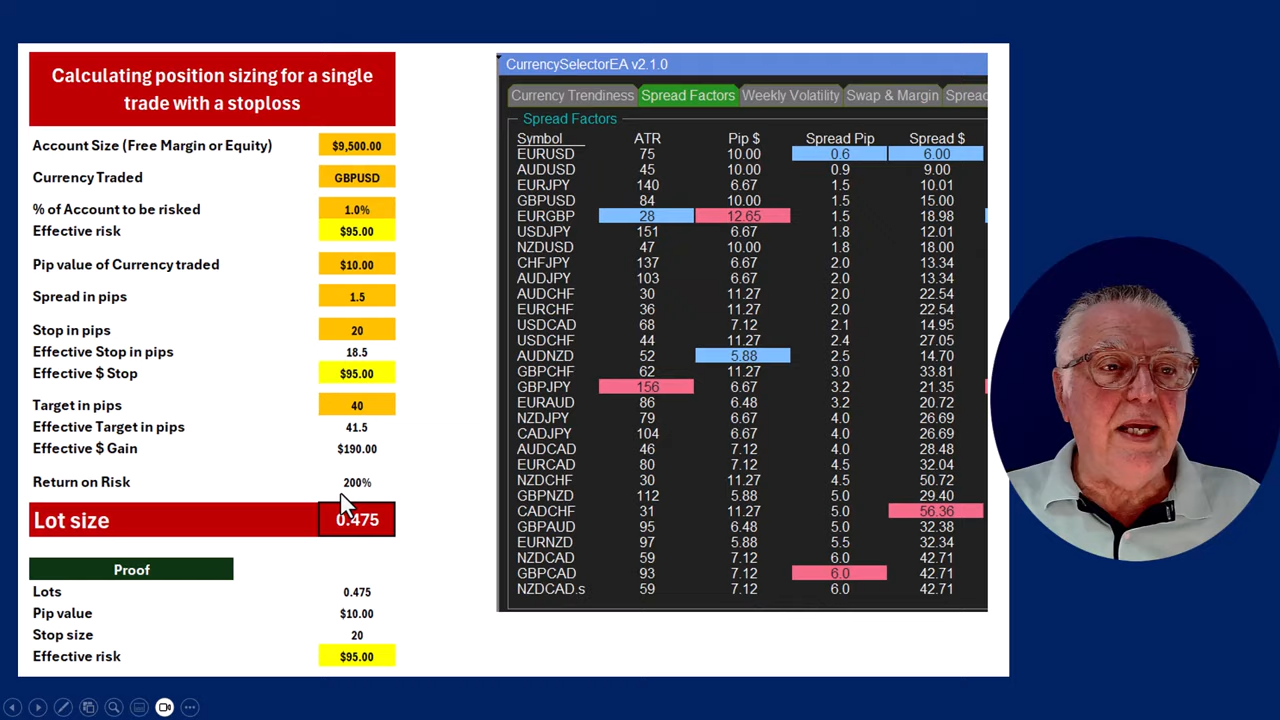 Calculating position sizing for a single
trade with a stoploss
Account Size (Free Margin or Equity) $9,500.00
Currency Traded GBPUSD
% of Account to be risked 1.0%
Effective risk $95.00
Pip value of Currency traded $10.00
Spread in pips 1.5
Stop in pips 20
Effective Stop in pips 18.5
Effective $ Stop $95.00
Target in pips 40
Effective Target in pips 41.5
Effective $ Gain $190.00
Return on Risk 200%
Lot size 0.475
Proof
Lots 0.475
Pip value $10.00
Stop size 20
Effective risk $95.00
CurrencySelectorEA v2.1.0
Currency Trendiness Spread Factors Weekly Volatility Swap & Margin Spread
Spread Factors
Symbol ATR Pip $ Spread Pip Spread $
EURUSD 75 10.00 0.6 6.00
AUDUSD 45 10.00 0.9 9.00
EURJPY 140 6.67 1.5 10.01
GBPUSD 84 10.00 1.5 15.00
EURGBP 28 12.65 1.5 18.98
USDJPY 151 6.67 1.8 12.01
NZDUSD 47 10.00 1.8 18.00
CHFJPY 137 6.67 2.0 13.34
AUDJPY 103 6.67 2.0 13.34
AUDCHF 30 11.27 2.0 22.54
EURCHF 36 11.27 2.0 22.54
USDCAD 68 7.12 2.1 14.95
USDCHF 44 11.27 2.4 27.05
AUDNZD 52 5.88 2.5 14.70
GBPCHF 62 11.27 3.0 33.81
GBPJPY 156 6.67 3.2 21.35
EURAUD 86 6.48 3.2 20.72
NZDJPY 79 6.67 4.0 26.69
CADJPY 104 6.67 4.0 26.69
AUDCAD 46 7.12 4.0 28.48
EURCAD 80 7.12 4.5 32.04
NZDCHF 30 11.27 4.5 50.72
GBPNZD 112 5.88 5.0 29.40
CADCHF 31 11.27 5.0 56.36
GBPAUD 95 6.48 5.0 32.38
EURNZD 97 5.88 5.5 32.34
NZDCAD 59 7.12 6.0 42.71
GBPCAD 93 7.12 6.0 42.71
NZDCAD.s 59 7.12 6.0 42.71